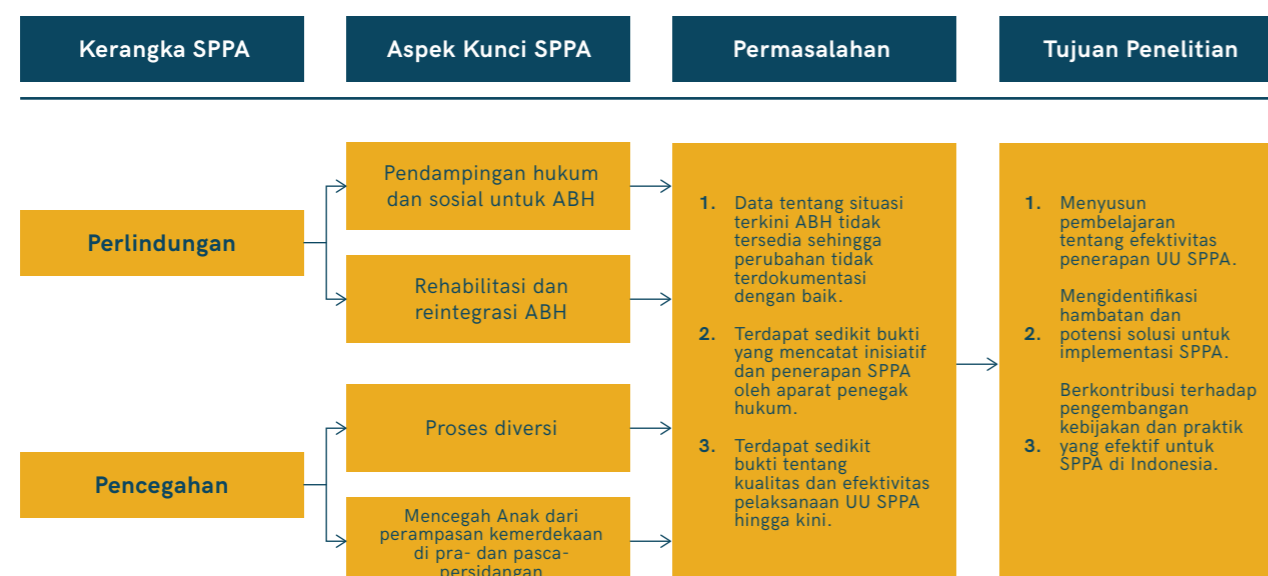 Kerangka SPPA
Aspek Kunci SPPA
Permasalahan
Tujuan Penelitian
Perlindungan
Pendampingan hukum
dan sosial untuk ABH
Rehabilitasi dan
reintegrasi ABH
Pencegahan
Proses diversi
Mencegah Anak dari
perampasan kemerdekaan
di pra- dan pasca-
persidangan
1. Data tentang situasi
terkini ABH tidak
tersedia sehingga
perubahan tidak
terdokumentasi
dengan baik.
2. Terdapat sedikit bukti
yang mencatat inisiatif
dan penerapan SPPA
oleh aparat penegak
hukum.
3. Terdapat sedikit
bukti tentang
kualitas dan efektivitas
pelaksanaan UU SPPA
hingga kini.
1. Menyusun
pembelajaran
tentang efektivitas
penerapan UU SPPA.
Mengidentifikasi
hambatan dan
2. potensi solusi untuk
implementasi SPPA.
Berkontribusi terhadap
pengembangan
kebijakan dan praktik
3. yang efektif untuk
SPPA di Indonesia.